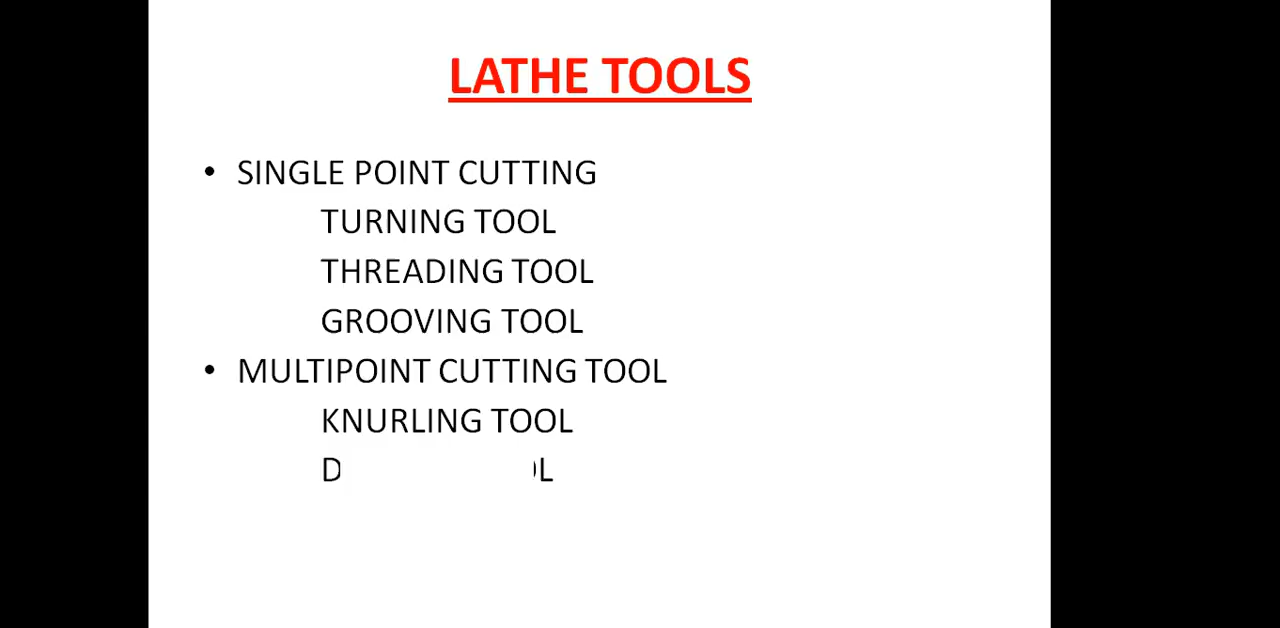 LATHE TOOLS
• SINGLE POINT CUTTING
TURNING TOOL
THREADING TOOL
GROOVING TOOL
• MULTIPOINT CUTTING TOOL
KNURLING TOOL